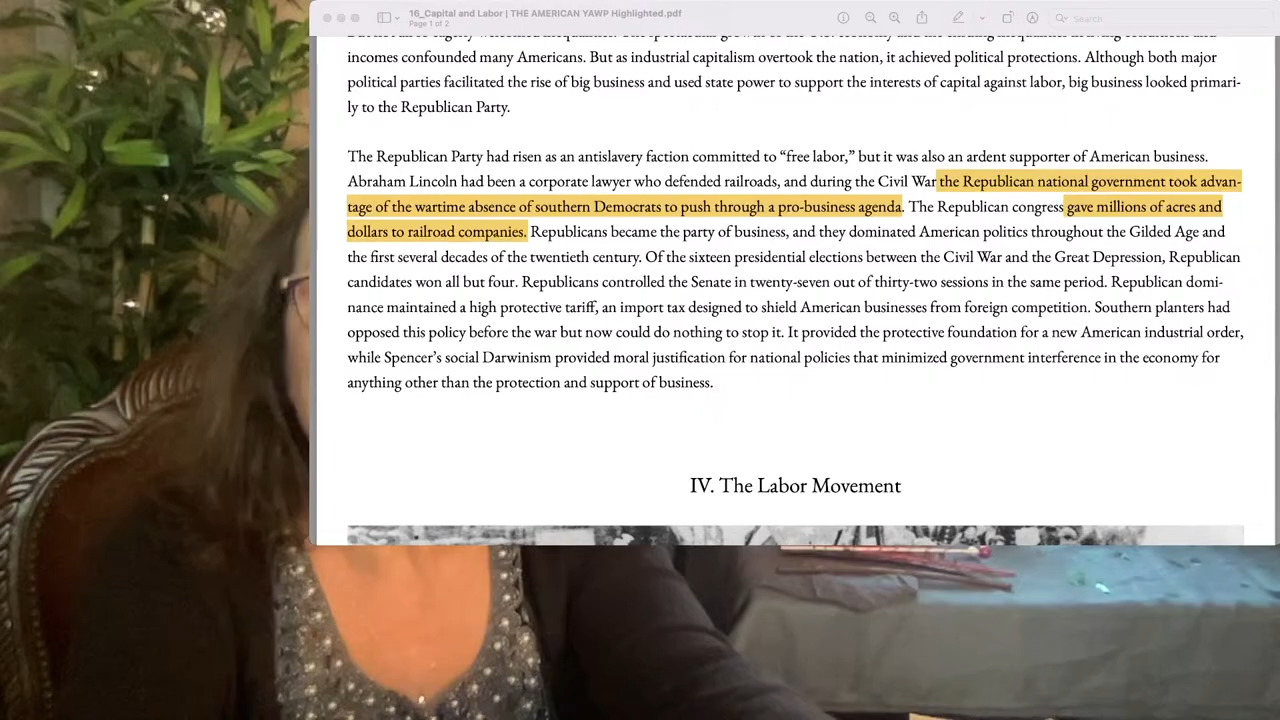 16_Capital and Labor | THE AMERICAN YAWP Highlighted.pdf
Page 1 of 2
Search
incomes confounded many Americans. But as industrial capitalism overtook the nation, it achieved political protections. Although both major
political parties facilitated the rise of big business and used state power to support the interests of capital against labor, big business looked primari-
ly to the Republican Party.
The Republican Party had risen as an antislavery faction committed to “free labor,” but it was also an ardent supporter of American business.
Abraham Lincoln had been a corporate lawyer who defended railroads, and during the Civil War the Republican national government took advan-
tage of the wartime absence of southern Democrats to push through a pro-business agenda. The Republican congress gave millions of acres and
dollars to railroad companies. Republicans became the party of business, and they dominated American politics throughout the Gilded Age and
the first several decades of the twentieth century. Of the sixteen presidential elections between the Civil War and the Great Depression, Republican
candidates won all but four. Republicans controlled the Senate in twenty-seven out of thirty-two sessions in the same period. Republican domi-
nance maintained a high protective tariff, an import tax designed to shield American businesses from foreign competition. Southern planters had
opposed this policy before the war but now could do nothing to stop it. It provided the protective foundation for a new American industrial order,
while Spencer’s social Darwinism provided moral justification for national policies that minimized government interference in the economy for
anything other than the protection and support of business.
IV. The Labor Movement